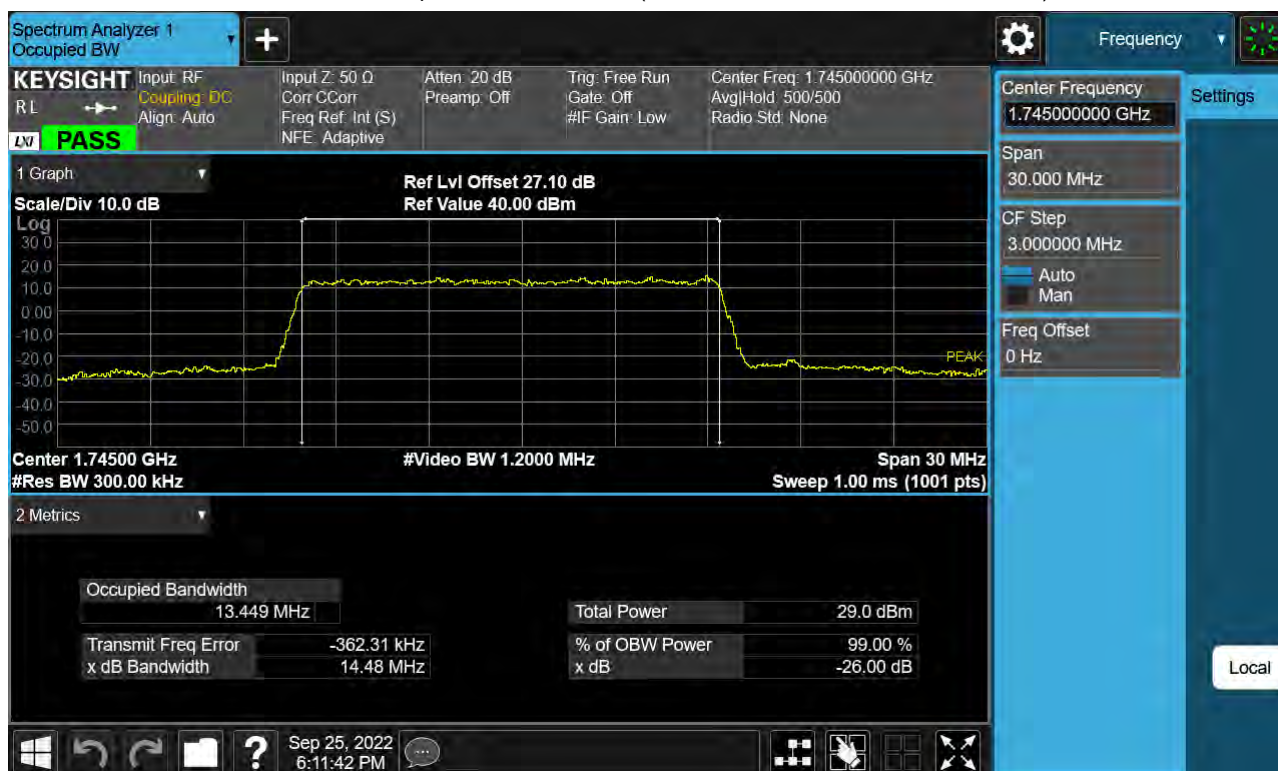 Spectrum Analyzer 1
Occupied BW
Frequency
KEYSIGHT
R L
LXI
PASS
Input: RF
Coupling: DC
Align: Auto
Input Z: 50 Ω
Corr CCorr
Freq Ref: Int (S)
NFE: Adaptive
Atten: 20 dB
Preamp: Off
Trig: Free Run
Gate: Off
#IF Gain: Low
Center Freq: 1.745000000 GHz
Avg|Hold: 500/500
Radio Std: None
Center Frequency
1.745000000 GHz
Settings
Span
30.000 MHz
CF Step
3.000000 MHz
Auto
Man
Freq Offset
0 Hz
Local
1 Graph
Scale/Div 10.0 dB
Ref Lvl Offset 27.10 dB
Ref Value 40.00 dBm
Log
30.0
20.0
10.0
0.00
-10.0
-20.0
-30.0
-40.0
-50.0
PEAK
Center 1.74500 GHz
#Video BW 1.2000 MHz
Span 30 MHz
#Res BW 300.00 kHz
Sweep 1.00 ms (1001 pts)
2 Metrics
Occupied Bandwidth
13.449 MHz
Total Power 29.0 dBm
Transmit Freq Error -362.31 kHz
% of OBW Power 99.00 %
x dB Bandwidth 14.48 MHz
x dB -26.00 dB
?
Sep 25, 2022
6:11:42 PM